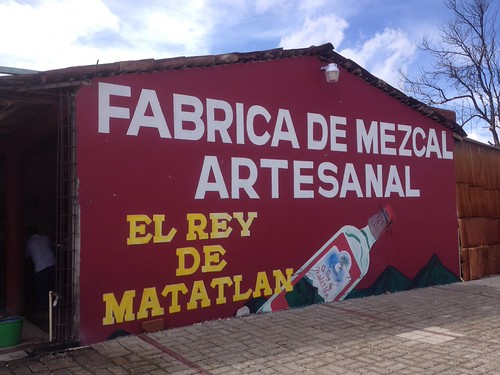 FABRICA DE MEZCAL
ARTESANAL
EL REY
DE
MATATLAN